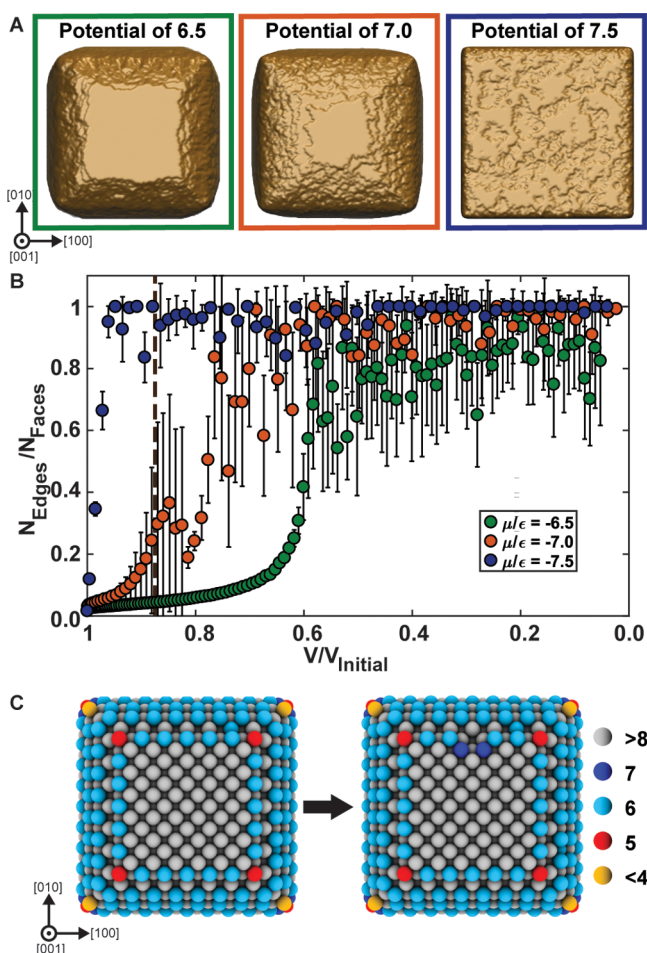 A
Potential of 6.5
Potential of 7.0
Potential of 7.5
[010]
[100]
[001]
B
N_Edges/N_Faces
1
0.8
0.6
0.4
0.2
0.0
1
0.8
0.6
0.4
0.2
0.0
V/V_Initial
μ/ϵ = -6.5
μ/ϵ = -7.0
μ/ϵ = -7.5
C
>8
7
6
5
<4
[010]
[100]
[001]